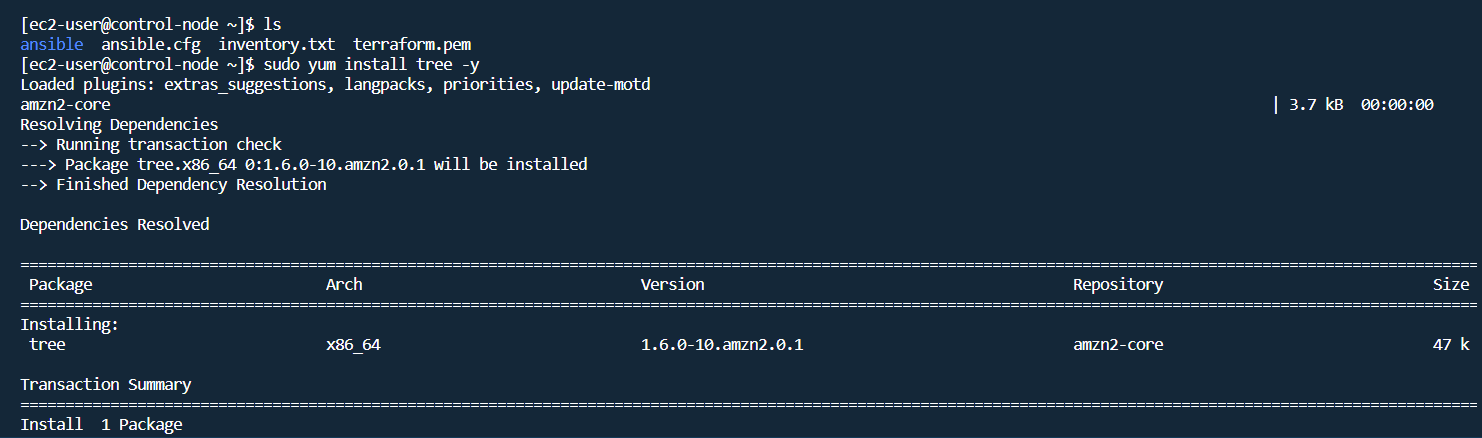 [ec2-user@control-node ~]$ ls
ansible  ansible.cfg  inventory.txt  terraform.pem
[ec2-user@control-node ~]$ sudo yum install tree -y
Loaded plugins: extras_suggestions, langpacks, priorities, update-motd
amzn2-core | 3.7 kB  00:00:00
Resolving Dependencies
--> Running transaction check
---> Package tree.x86_64 0:1.6.0-10.amzn2.0.1 will be installed
--> Finished Dependency Resolution
Dependencies Resolved
================================================================================
Package  Arch  Version  Repository  Size
================================================================================
Installing:
tree  x86_64  1.6.0-10.amzn2.0.1  amzn2-core  47 k
Transaction Summary
================================================================================
Install  1 Package